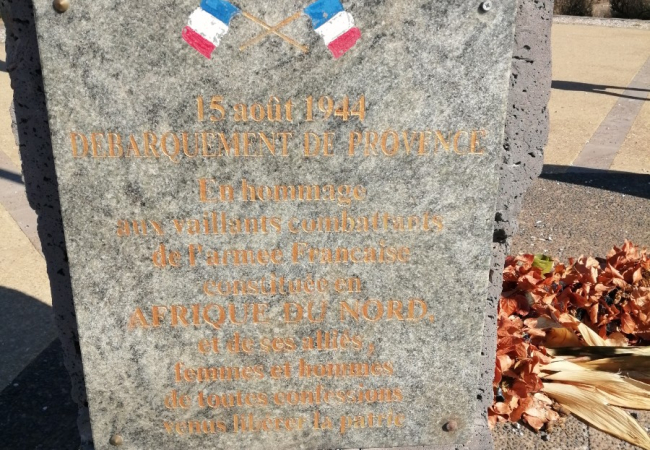 15 août 1944
DEBARQUEMENT DE PROVENCE
En hommage
aux vaillants combattants
de l'armée Française
constituée en
AFRIQUE DU NORD,
et de ses alliés,
femmes et hommes
de toutes confessions
venus libérer la patrie